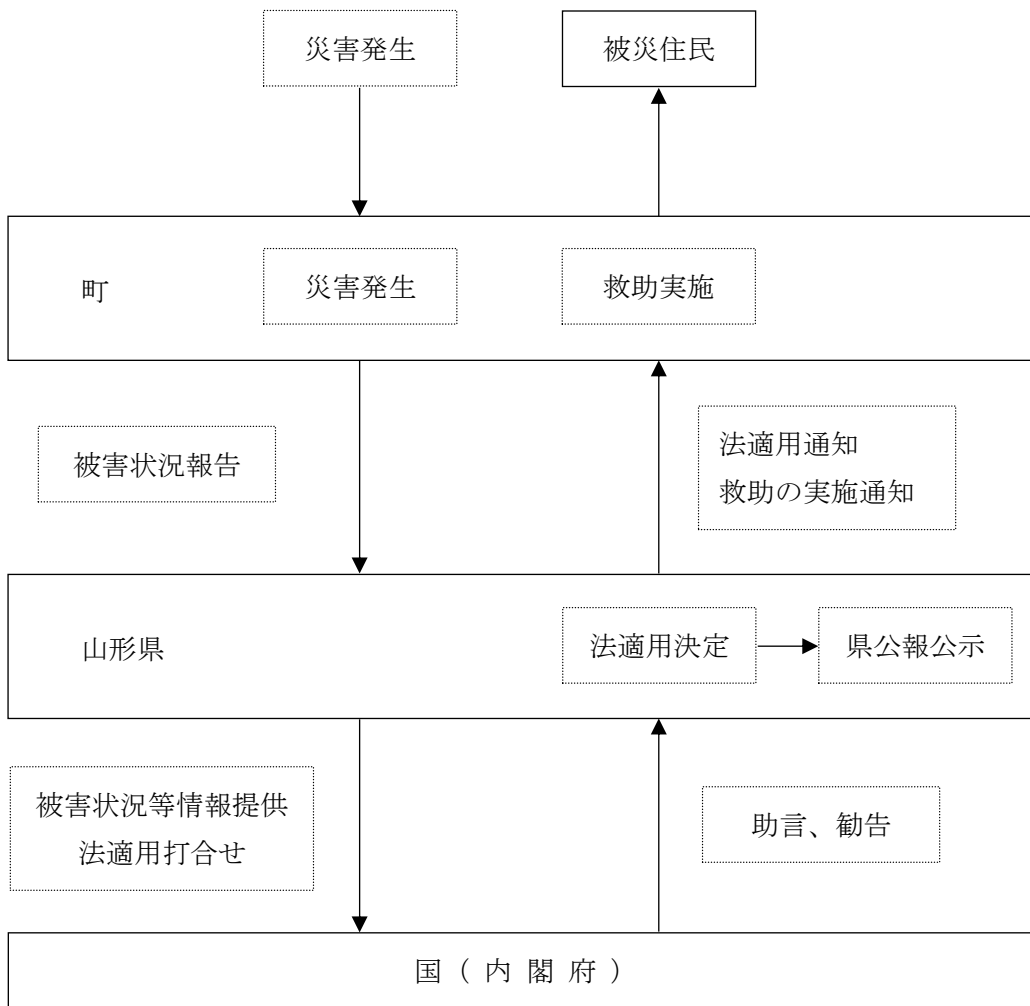 災害発生
被災住民
町
災害発生
救助実施
被害状況報告
法適用通知
救助の実施通知
山形県
法適用決定
県公報公示
被害状況等情報提供
法適用打合せ
助言、勧告
国（内閣府）